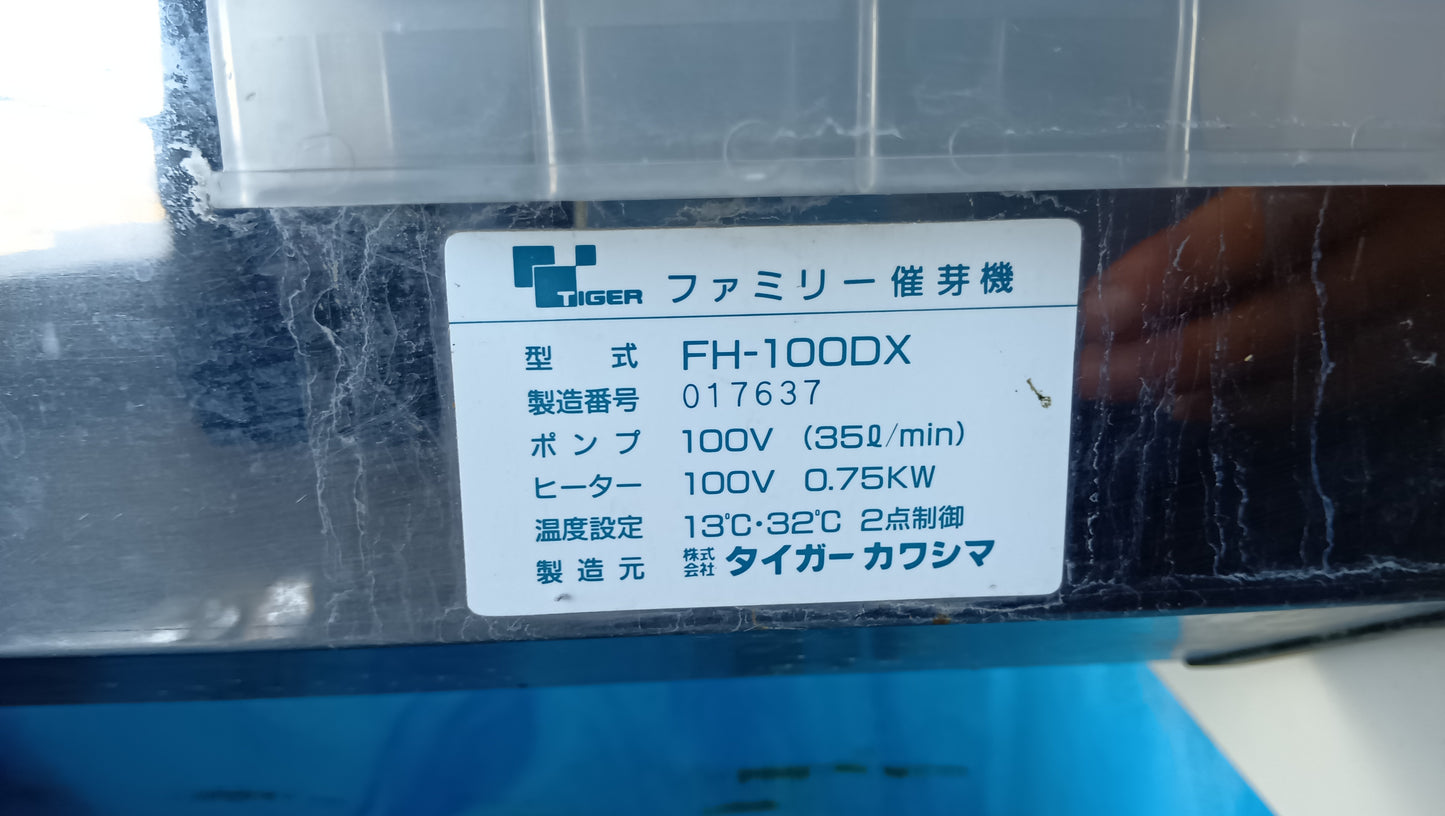 TIGER ファミリー催芽機
型式 FH-100DX
製造番号 017637
ポンプ 100V (35ℓ/min)
ヒーター 100V 0.75KW
温度設定 13℃・32℃ 2点制御
製造元 株式会社 タイガーカワシマ